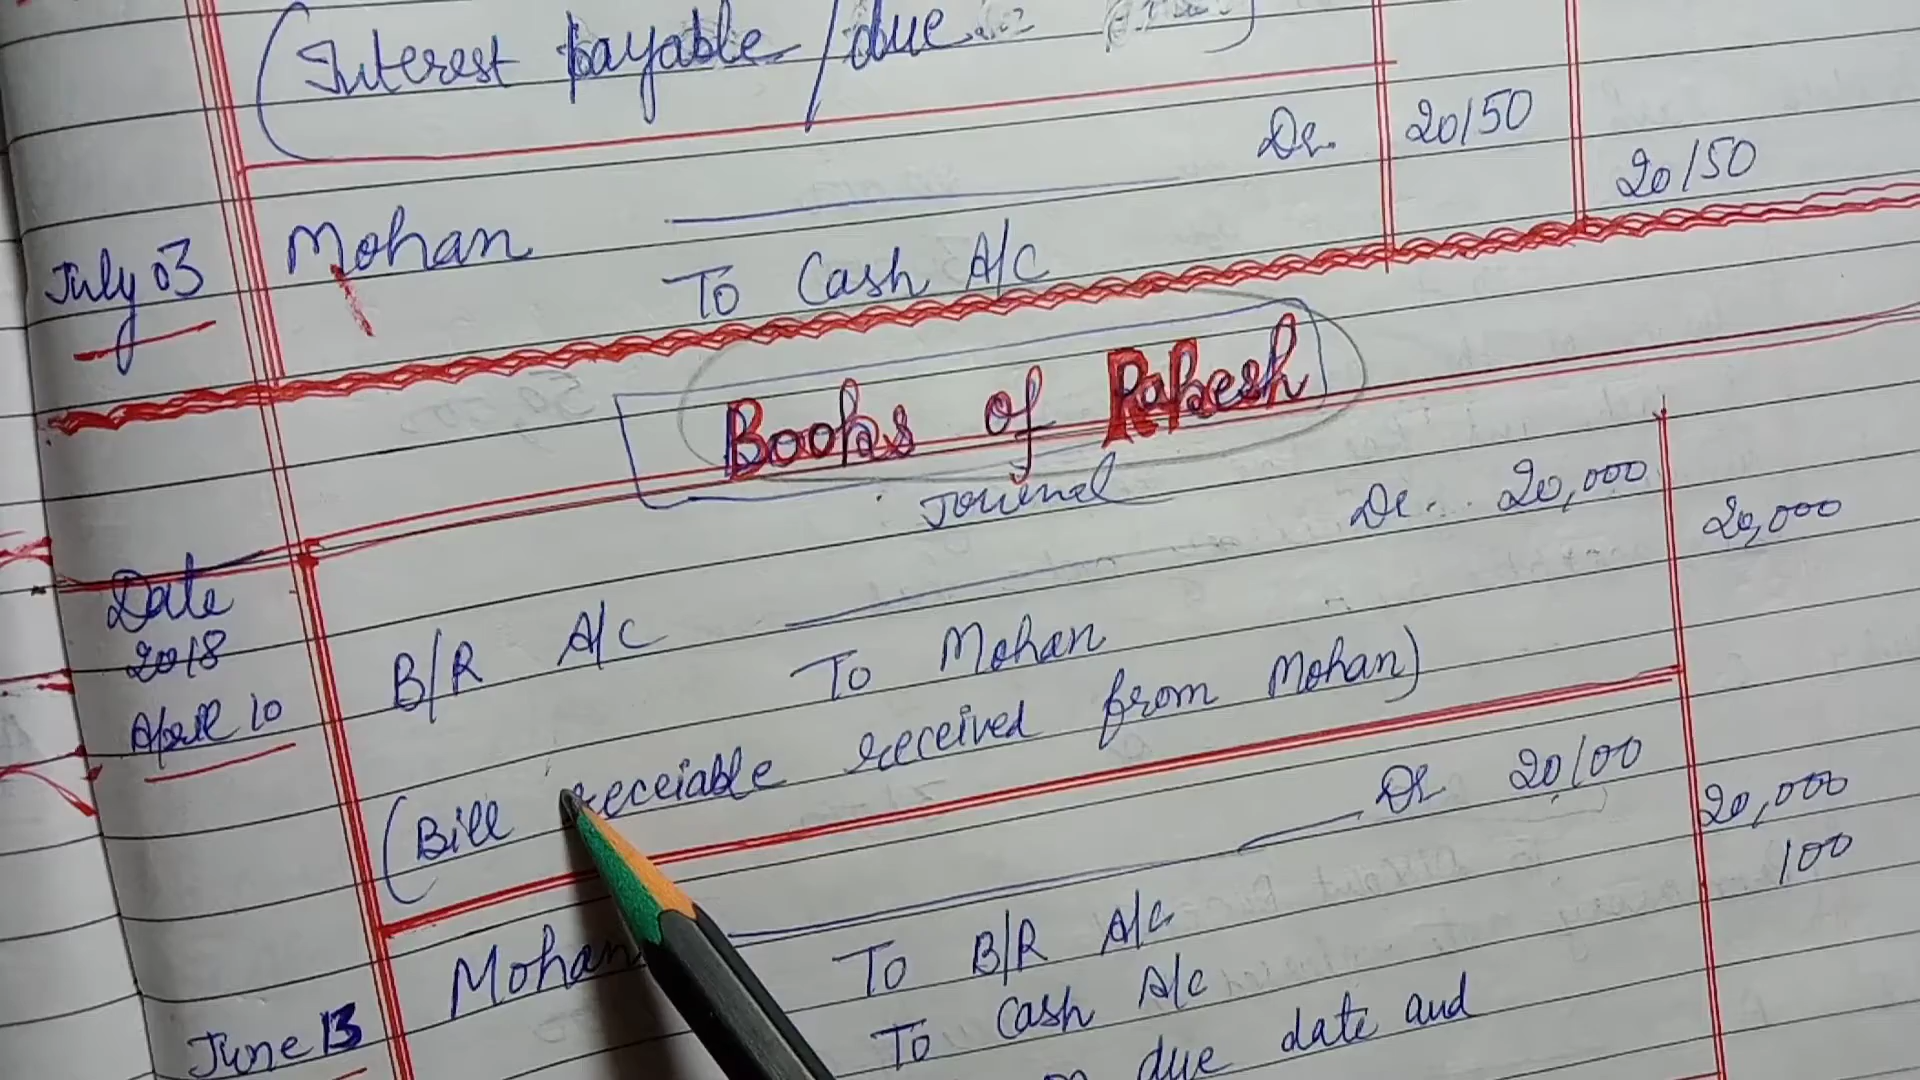 (Interest payable/due
July 03 Mohan Dr. 20150
To Cash A/C 20150
Books of Rakesh
Journal
Date
2018
April 10 B/R A/C Dr. 20,000
To Mohan 20,000
(Bill receiable received from Mohan)
June 13 Mohan Dr 20100
To B/R A/c 20,000
To Cash A/c 100
due date and